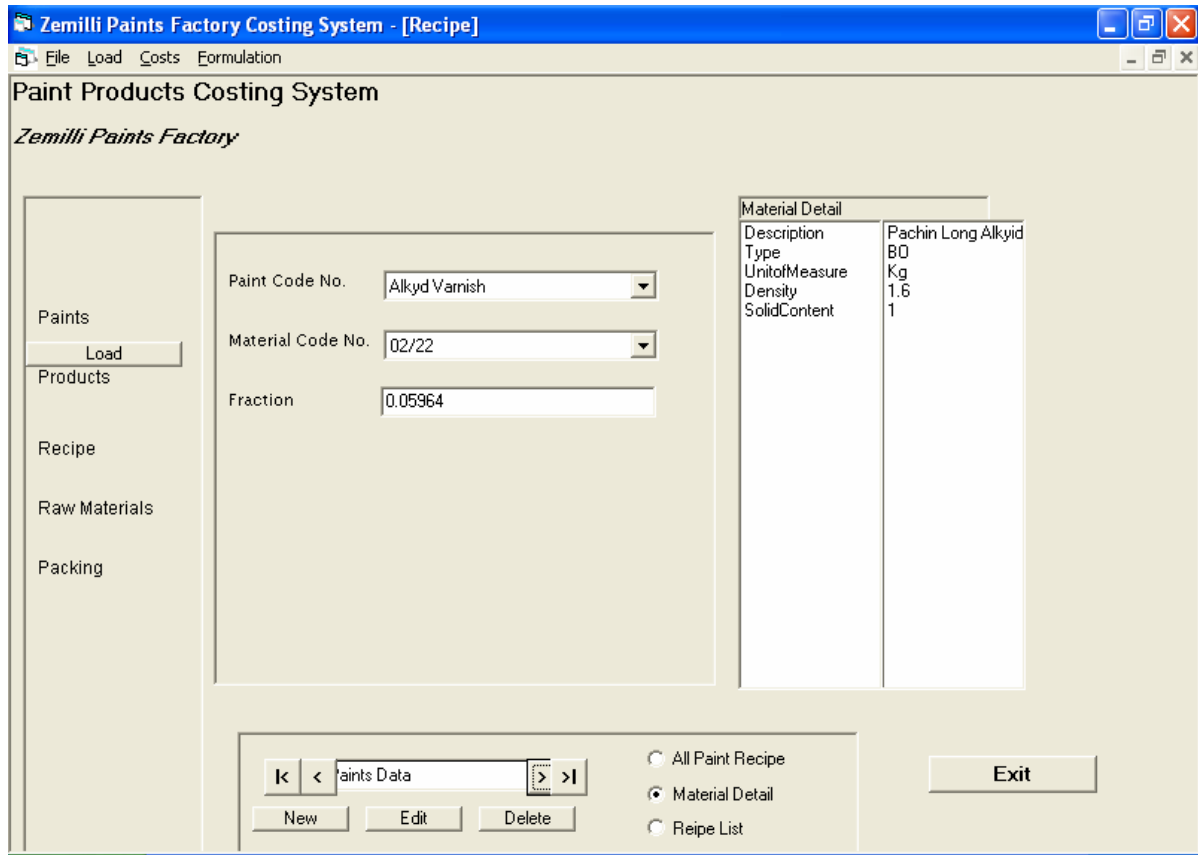 Zemilli Paints Factory Costing System - [Recipe]
File Load Costs Formulation
Paint Products Costing System
Zemilli Paints Factory
Paints
Load
Products
Recipe
Raw Materials
Packing
Paint Code No. Alkyd Varnish
Material Code No. 02/22
Fraction 0.05964
Material Detail
Description Pachin Long Alkyid
Type BO
UnitofMeasure Kg
Density 1.6
SolidContent 1
|< < aints Data > >|
New Edit Delete
All Paint Recipe
Material Detail
Reipe List
Exit